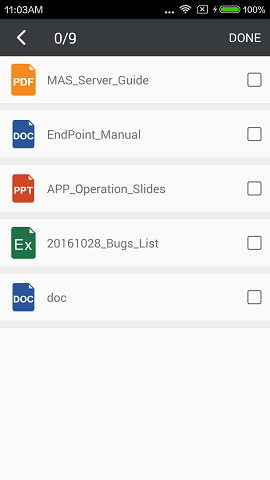 11:03AM ... 100%
0/9 DONE
PDF MAS_Server_Guide
DOC EndPoint_Manual
PPT APP_Operation_Slides
Ex 20161028_Bugs_List
DOC doc